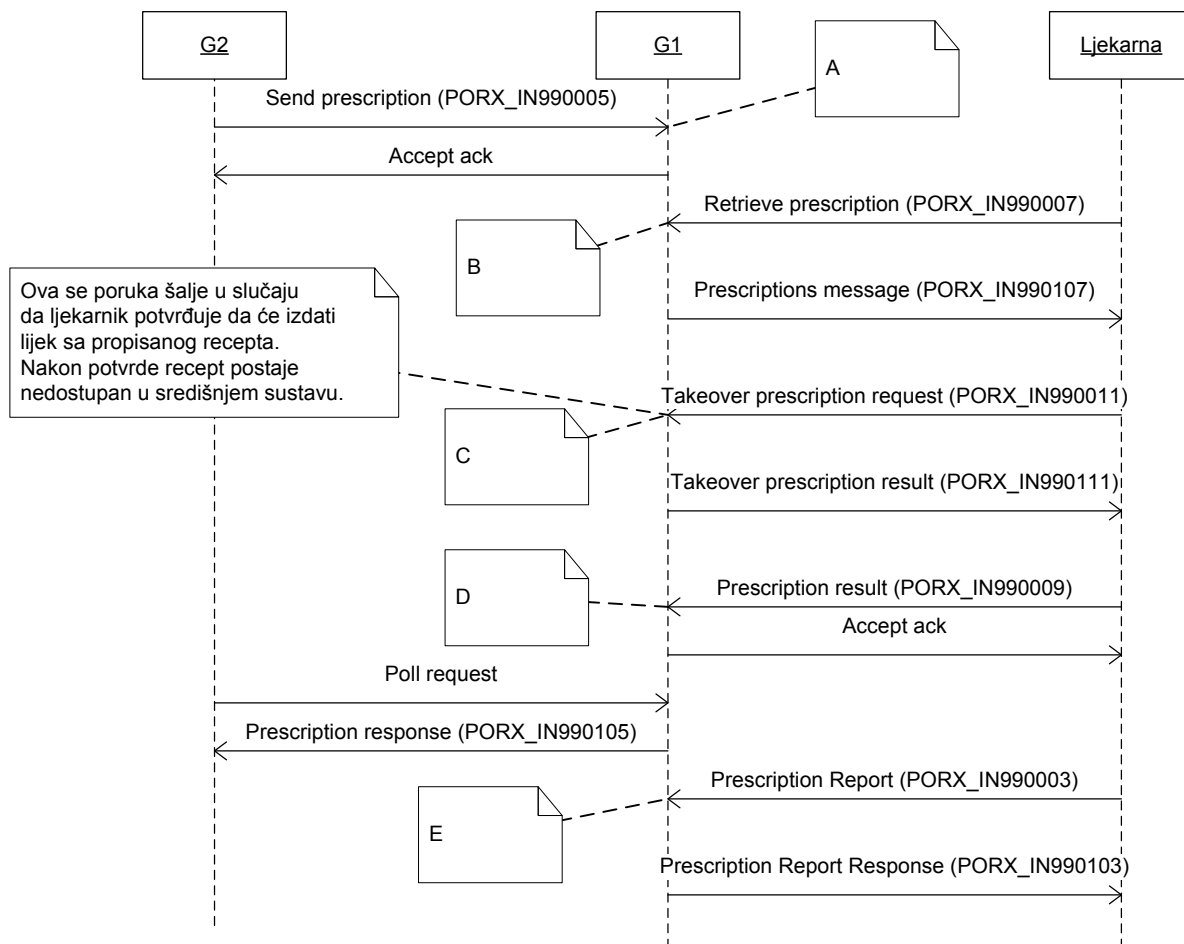 G2
G1
Ljekarna
A
Send prescription (PORX_IN990005)
Accept ack
Retrieve prescription (PORX_IN990007)
B
Ova se poruka šalje u slučaju
da ljekarnik potvrđuje da će izdati
lijek sa propisanog recepta.
Nakon potvrde recept postaje
nedostupan u središnjem sustavu.
Prescriptions message (PORX_IN990107)
Takeover prescription request (PORX_IN990011)
C
Takeover prescription result (PORX_IN990111)
D
Prescription result (PORX_IN990009)
Accept ack
Poll request
Prescription response (PORX_IN990105)
Prescription Report (PORX_IN990003)
E
Prescription Report Response (PORX_IN990103)